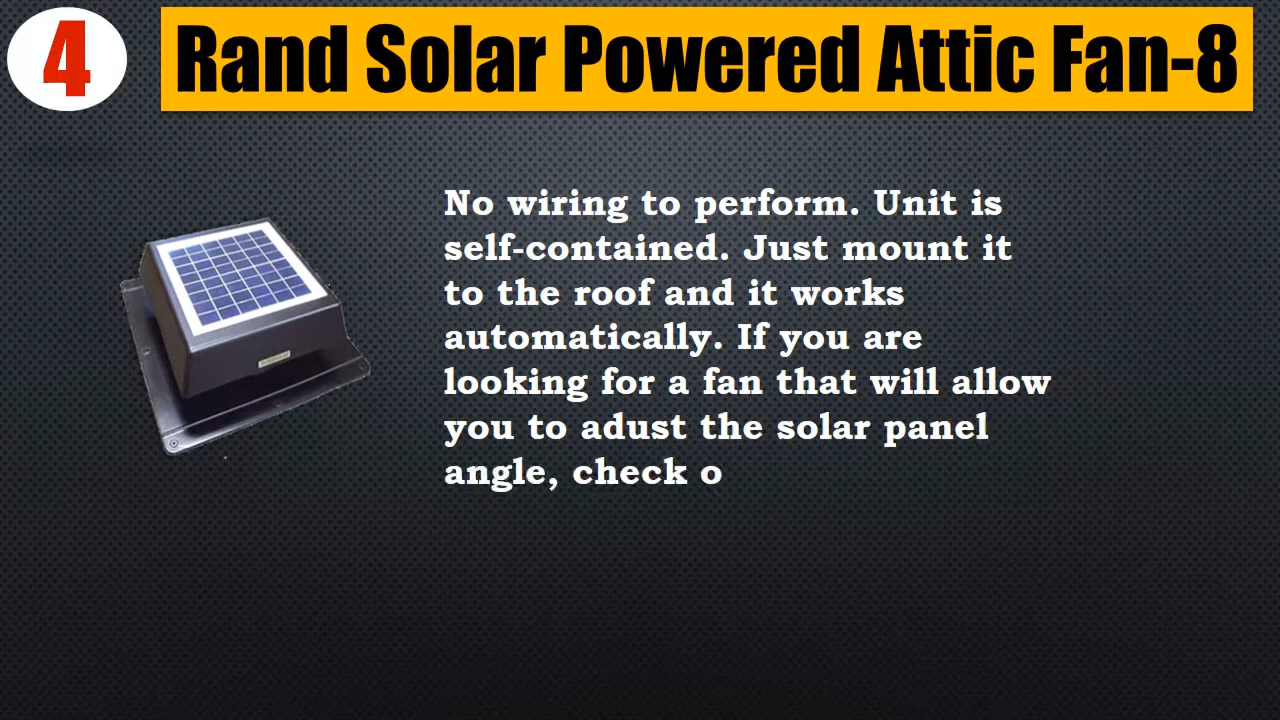 4
Rand Solar Powered Attic Fan-8
No wiring to perform. Unit is
self-contained. Just mount it
to the roof and it works
automatically. If you are
looking for a fan that will allow
you to adust the solar panel
angle, check o